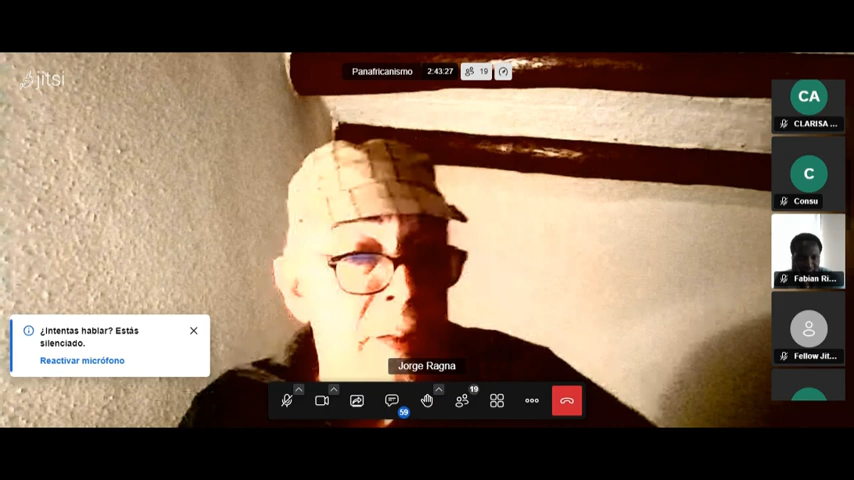 jitsi
Panafricanismo 2:43:27 19
CA
CLARISA ...
C
Consu
Fabian Ri...
¿Intentas hablar? Estás
silenciado.
Reactivar micrófono
Fellow Jit...
Jorge Ragna
19
59